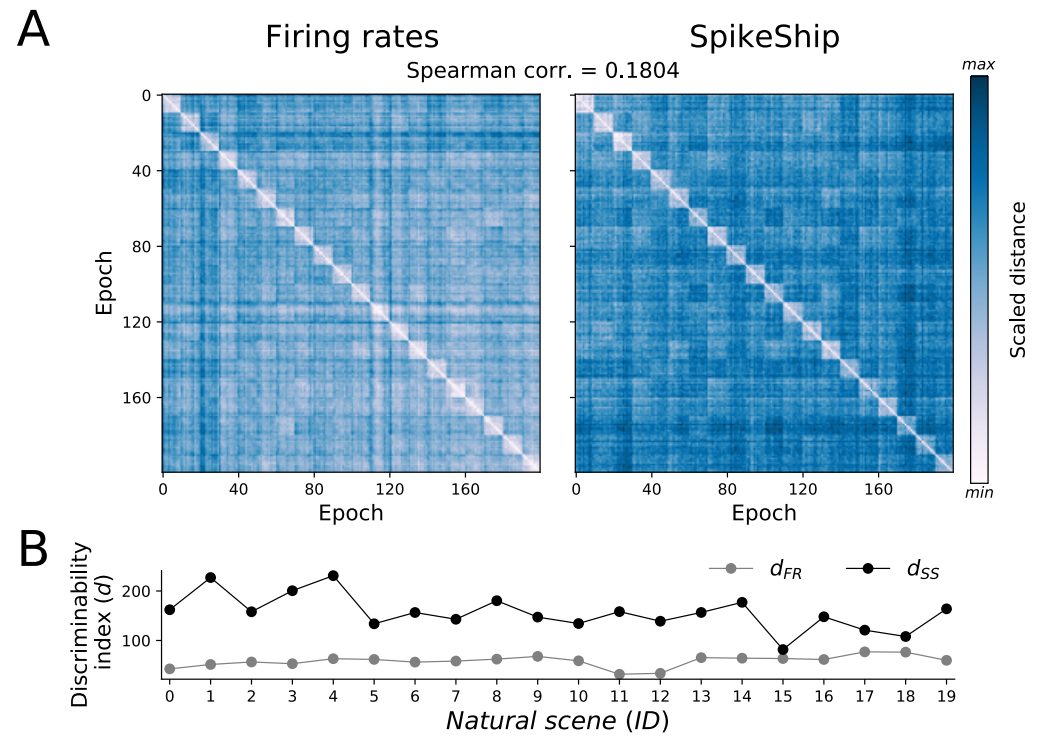 A
Firing rates
SpikeShip
Spearman corr. = 0.1804
max
0
40
80
120
160
Epoch
0 40 80 120 160
Epoch
0 40 80 120 160
Epoch
min
Scaled distance
B
Discriminability
index (d)
200
100
d_FR
d_SS
0 1 2 3 4 5 6 7 8 9 10 11 12 13 14 15 16 17 18 19
Natural scene (ID)